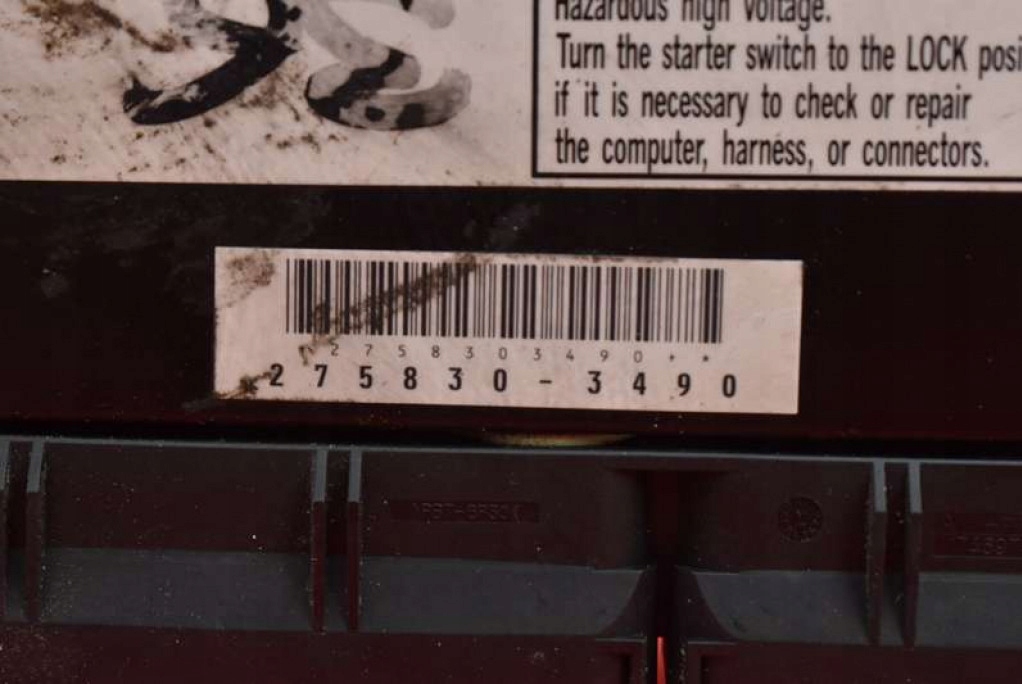 Hazardous high voltage.
Turn the starter switch to the LOCK posi
if it is necessary to check or repair
the computer, harness, or connectors.
2758303490**
275830-3490